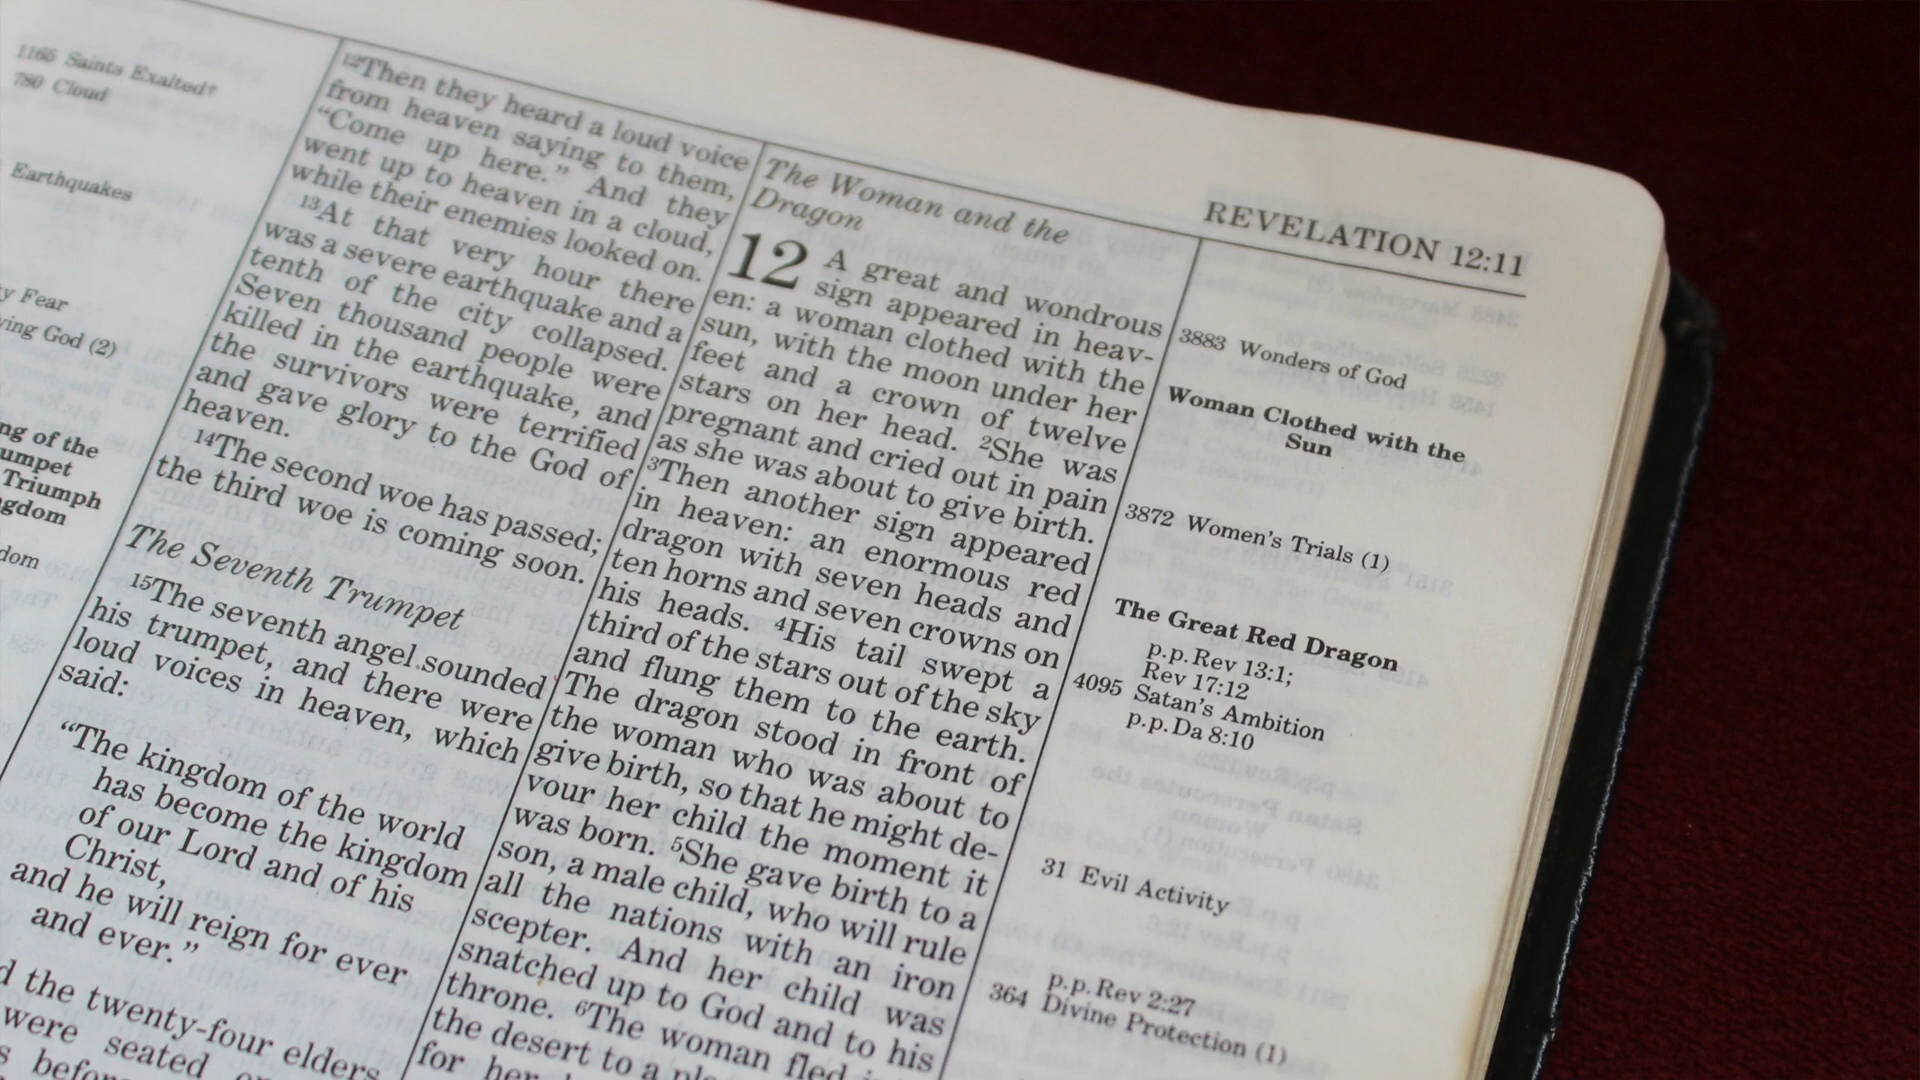 REVELATION 12:11
1165 Saints Exalted†
780 Cloud
Earthquakes
Fear
God (2)
of the
Triumph
¹²Then they heard a loud voice
from heaven saying to them,
“Come up here.” And they
went up to heaven in a cloud,
while their enemies looked on.
¹³At that very hour there
was a severe earthquake and a
tenth of the city collapsed.
Seven thousand people were
killed in the earthquake, and
the survivors were terrified
and gave glory to the God of
heaven.
¹⁴The second woe has passed;
the third woe is coming soon.
The Seventh Trumpet
¹⁵The seventh angel sounded
his trumpet, and there were
loud voices in heaven, which
said:
“The kingdom of the world
has become the kingdom
of our Lord and of his
Christ,
and he will reign for ever
and ever.”
the twenty-four elders
were seated
The Woman and the
Dragon
12 A great and wondrous
sign appeared in heav-
en: a woman clothed with the
sun, with the moon under her
feet and a crown of twelve
stars on her head. ²She was
pregnant and cried out in pain
as she was about to give birth.
³Then another sign appeared
in heaven: an enormous red
dragon with seven heads and
ten horns and seven crowns on
his heads. ⁴His tail swept a
third of the stars out of the sky
and flung them to the earth.
The dragon stood in front of
the woman who was about to
give birth, so that he might de-
vour her child the moment it
was born. ⁵She gave birth to a
son, a male child, who will rule
all the nations with an iron
scepter. And her child was
snatched up to God and to his
throne. ⁶The woman fled
the desert to a
for her
3883 Wonders of God
Woman Clothed with the
Sun
3872 Women’s Trials (1)
The Great Red Dragon
p.p. Rev 13:1;
Rev 17:12
4095 Satan’s Ambition
p.p. Da 8:10
31 Evil Activity
p.p. Rev 2:27
364 Divine Protection (1)